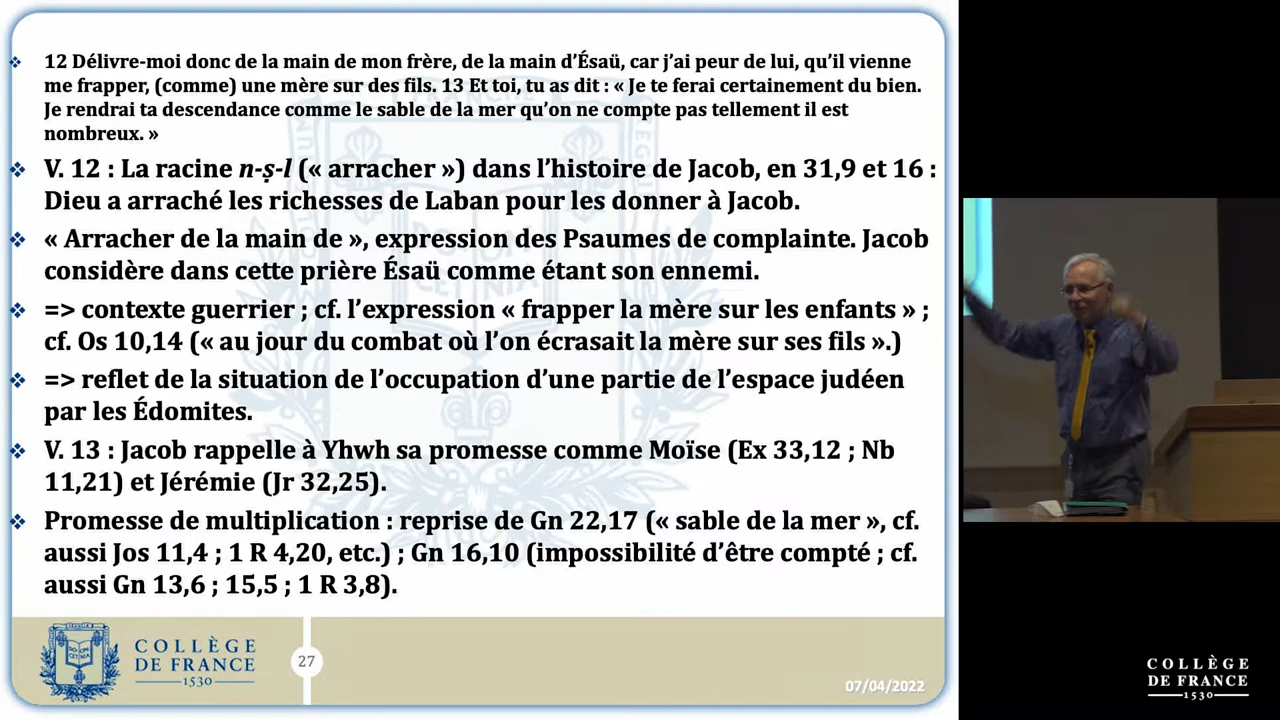 12 Délivre-moi donc de la main de mon frère, de la main d’Ésaü, car j’ai peur de lui, qu’il vienne
me frapper, (comme) une mère sur des fils. 13 Et toi, tu as dit : « Je te ferai certainement du bien.
Je rendrai ta descendance comme le sable de la mer qu’on ne compte pas tellement il est
nombreux. »
V. 12 : La racine n-ṣ-l (« arracher ») dans l’histoire de Jacob, en 31,9 et 16 :
Dieu a arraché les richesses de Laban pour les donner à Jacob.
« Arracher de la main de », expression des Psaumes de complainte. Jacob
considère dans cette prière Ésaü comme étant son ennemi.
=> contexte guerrier ; cf. l’expression « frapper la mère sur les enfants » ;
cf. Os 10,14 (« au jour du combat où l’on écrasait la mère sur ses fils ».)
=> reflet de la situation de l’occupation d’une partie de l’espace judéen
par les Édomites.
V. 13 : Jacob rappelle à Yhwh sa promesse comme Moïse (Ex 33,12 ; Nb
11,21) et Jérémie (Jr 32,25).
Promesse de multiplication : reprise de Gn 22,17 (« sable de la mer », cf.
aussi Jos 11,4 ; 1 R 4,20, etc.) ; Gn 16,10 (impossibilité d’être compté ; cf.
aussi Gn 13,6 ; 15,5 ; 1 R 3,8).
COLLÈGE
DE FRANCE
1530
27
07/04/2022
COLLÈGE
DE FRANCE
1530